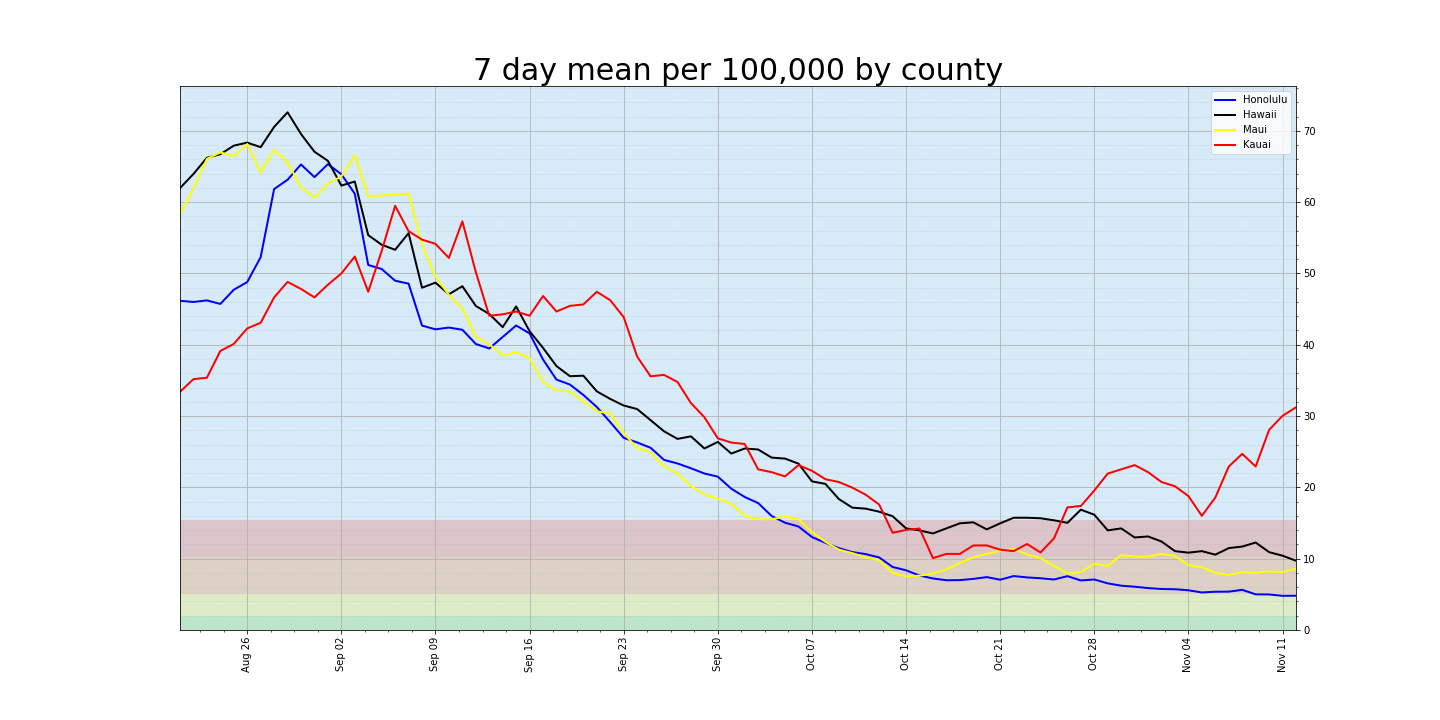 7 day mean per 100,000 by county
Honolulu
Hawaii
Maui
Kauai
70
60
50
40
30
20
10
0
Aug 26
Sep 02
Sep 09
Sep 16
Sep 23
Sep 30
Oct 07
Oct 14
Oct 21
Oct 28
Nov 04
Nov 11